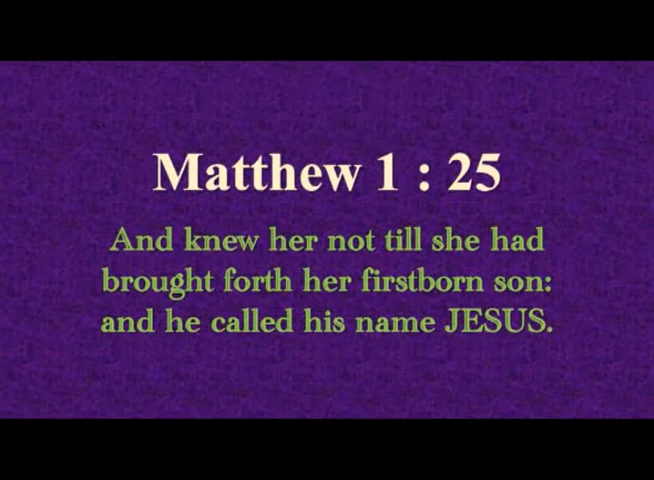 Matthew 1 : 25
And knew her not till she had
brought forth her firstborn son:
and he called his name JESUS.